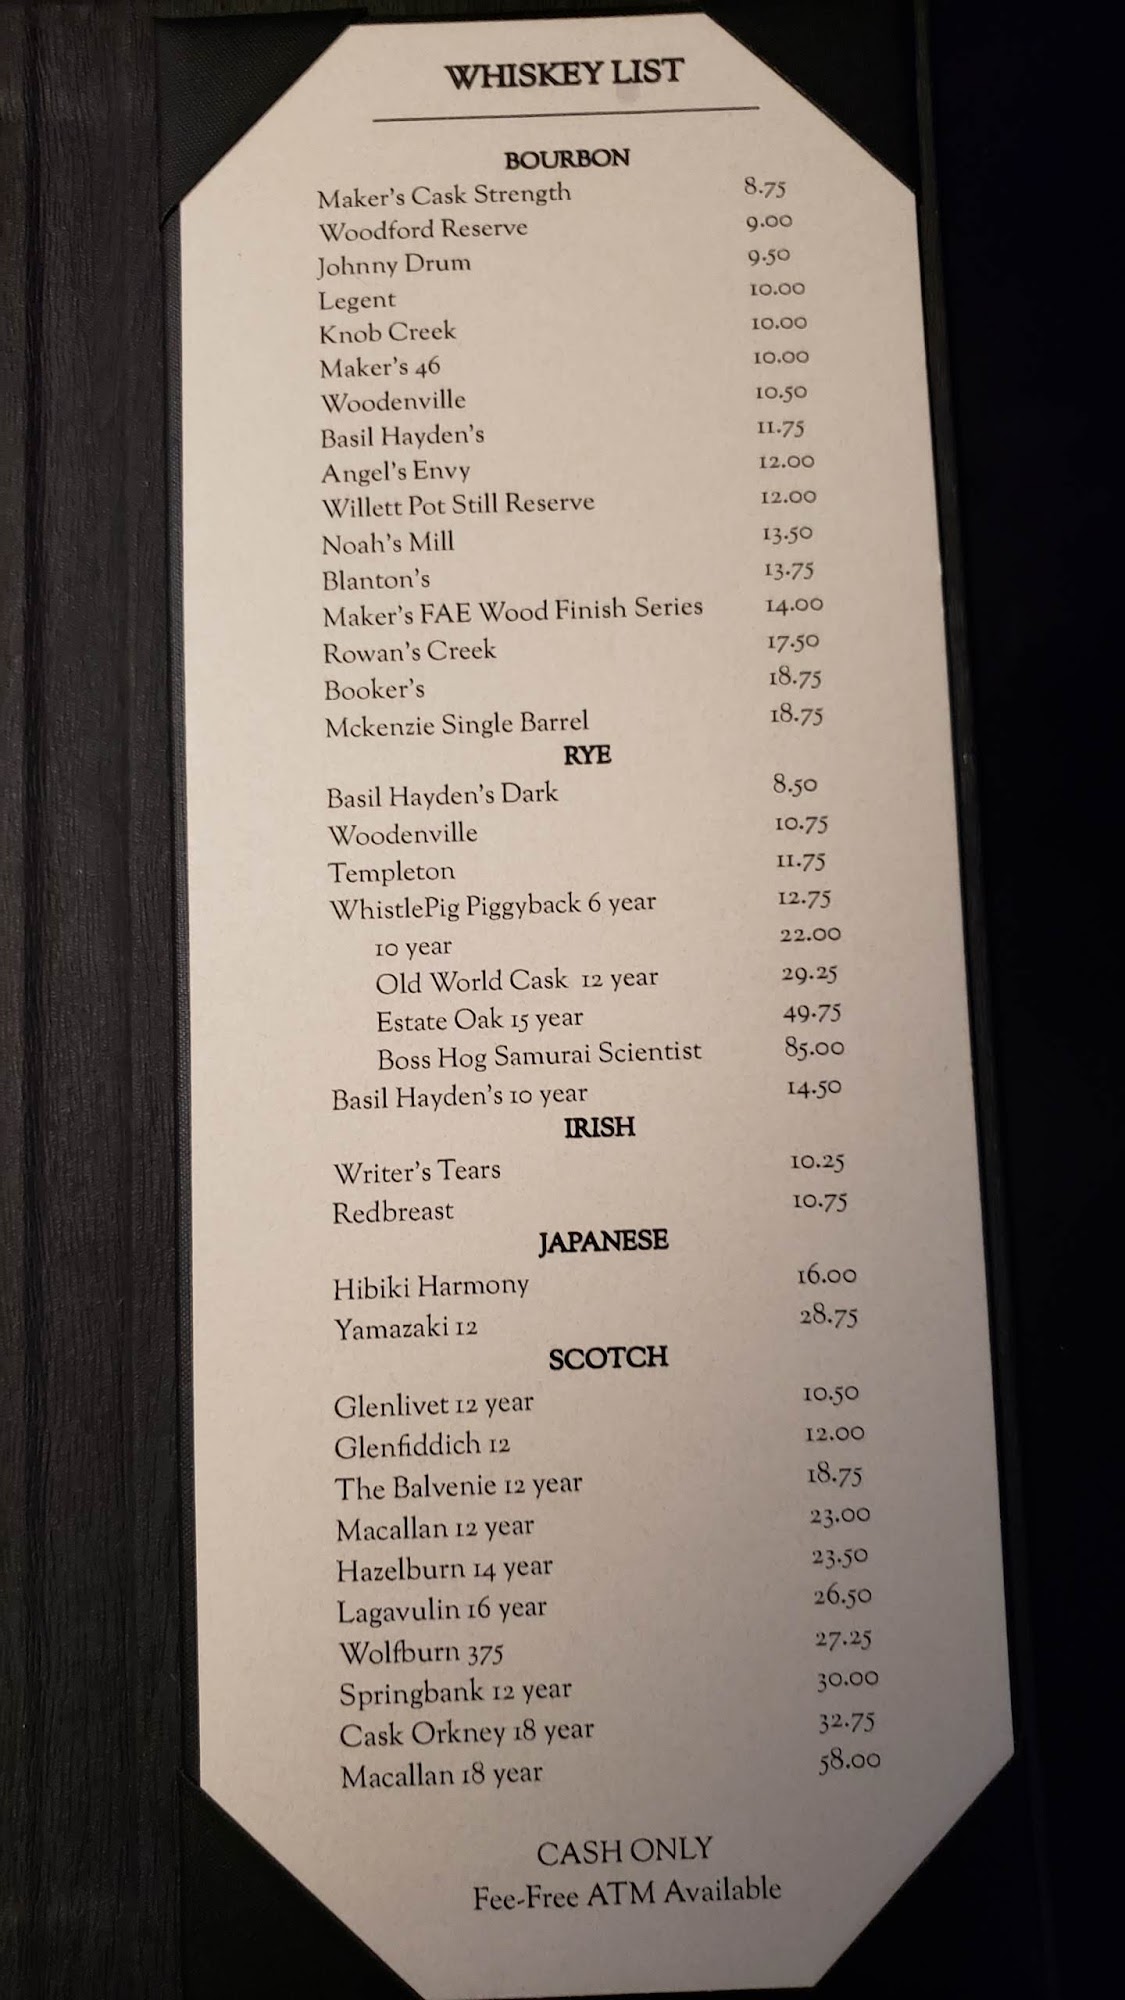 WHISKEY LIST
BOURBON
Maker's Cask Strength 8.75
Woodford Reserve 9.00
Johnny Drum 9.50
Legent 10.00
Knob Creek 10.00
Maker's 46 10.00
Woodenville 10.50
Basil Hayden's 11.75
Angel's Envy 12.00
Willett Pot Still Reserve 12.00
Noah's Mill 13.50
Blanton's 13.75
Maker's FAE Wood Finish Series 14.00
Rowan's Creek 17.50
Booker's 18.75
Mckenzie Single Barrel 18.75
RYE
Basil Hayden's Dark 8.50
Woodenville 10.75
Templeton 11.75
WhistlePig Piggyback 6 year 12.75
10 year 22.00
Old World Cask 12 year 29.25
Estate Oak 15 year 49.75
Boss Hog Samurai Scientist 85.00
Basil Hayden's 10 year 14.50
IRISH
Writer's Tears 10.25
Redbreast 10.75
JAPANESE
Hibiki Harmony 16.00
Yamazaki 12 28.75
SCOTCH
Glenlivet 12 year 10.50
Glenfiddich 12 12.00
The Balvenie 12 year 18.75
Macallan 12 year 23.00
Hazelburn 14 year 23.50
Lagavulin 16 year 26.50
Wolfburn 375 27.25
Springbank 12 year 30.00
Cask Orkney 18 year 32.75
Macallan 18 year 58.00
CASH ONLY
Fee-Free ATM Available